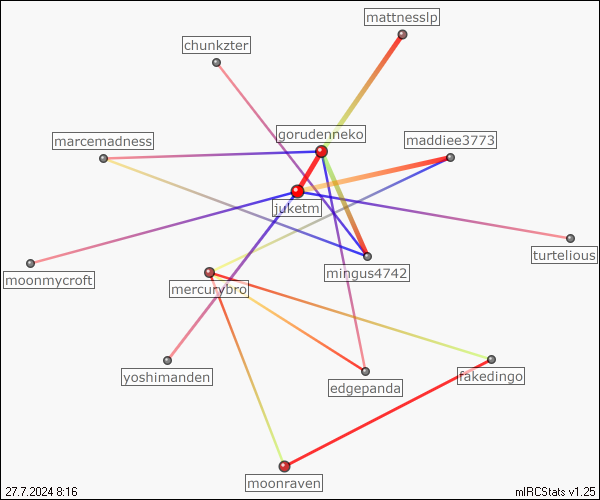 mattnesslp
chunkzter
gorudenneko
marcemadness
maddiee3773
juketm
turtelious
mingus4742
moonmycroft
mercurybro
yoshimanden
fakedingo
edgepanda
moonraven
27.7.2024 8:16
mIRCStats v1.25